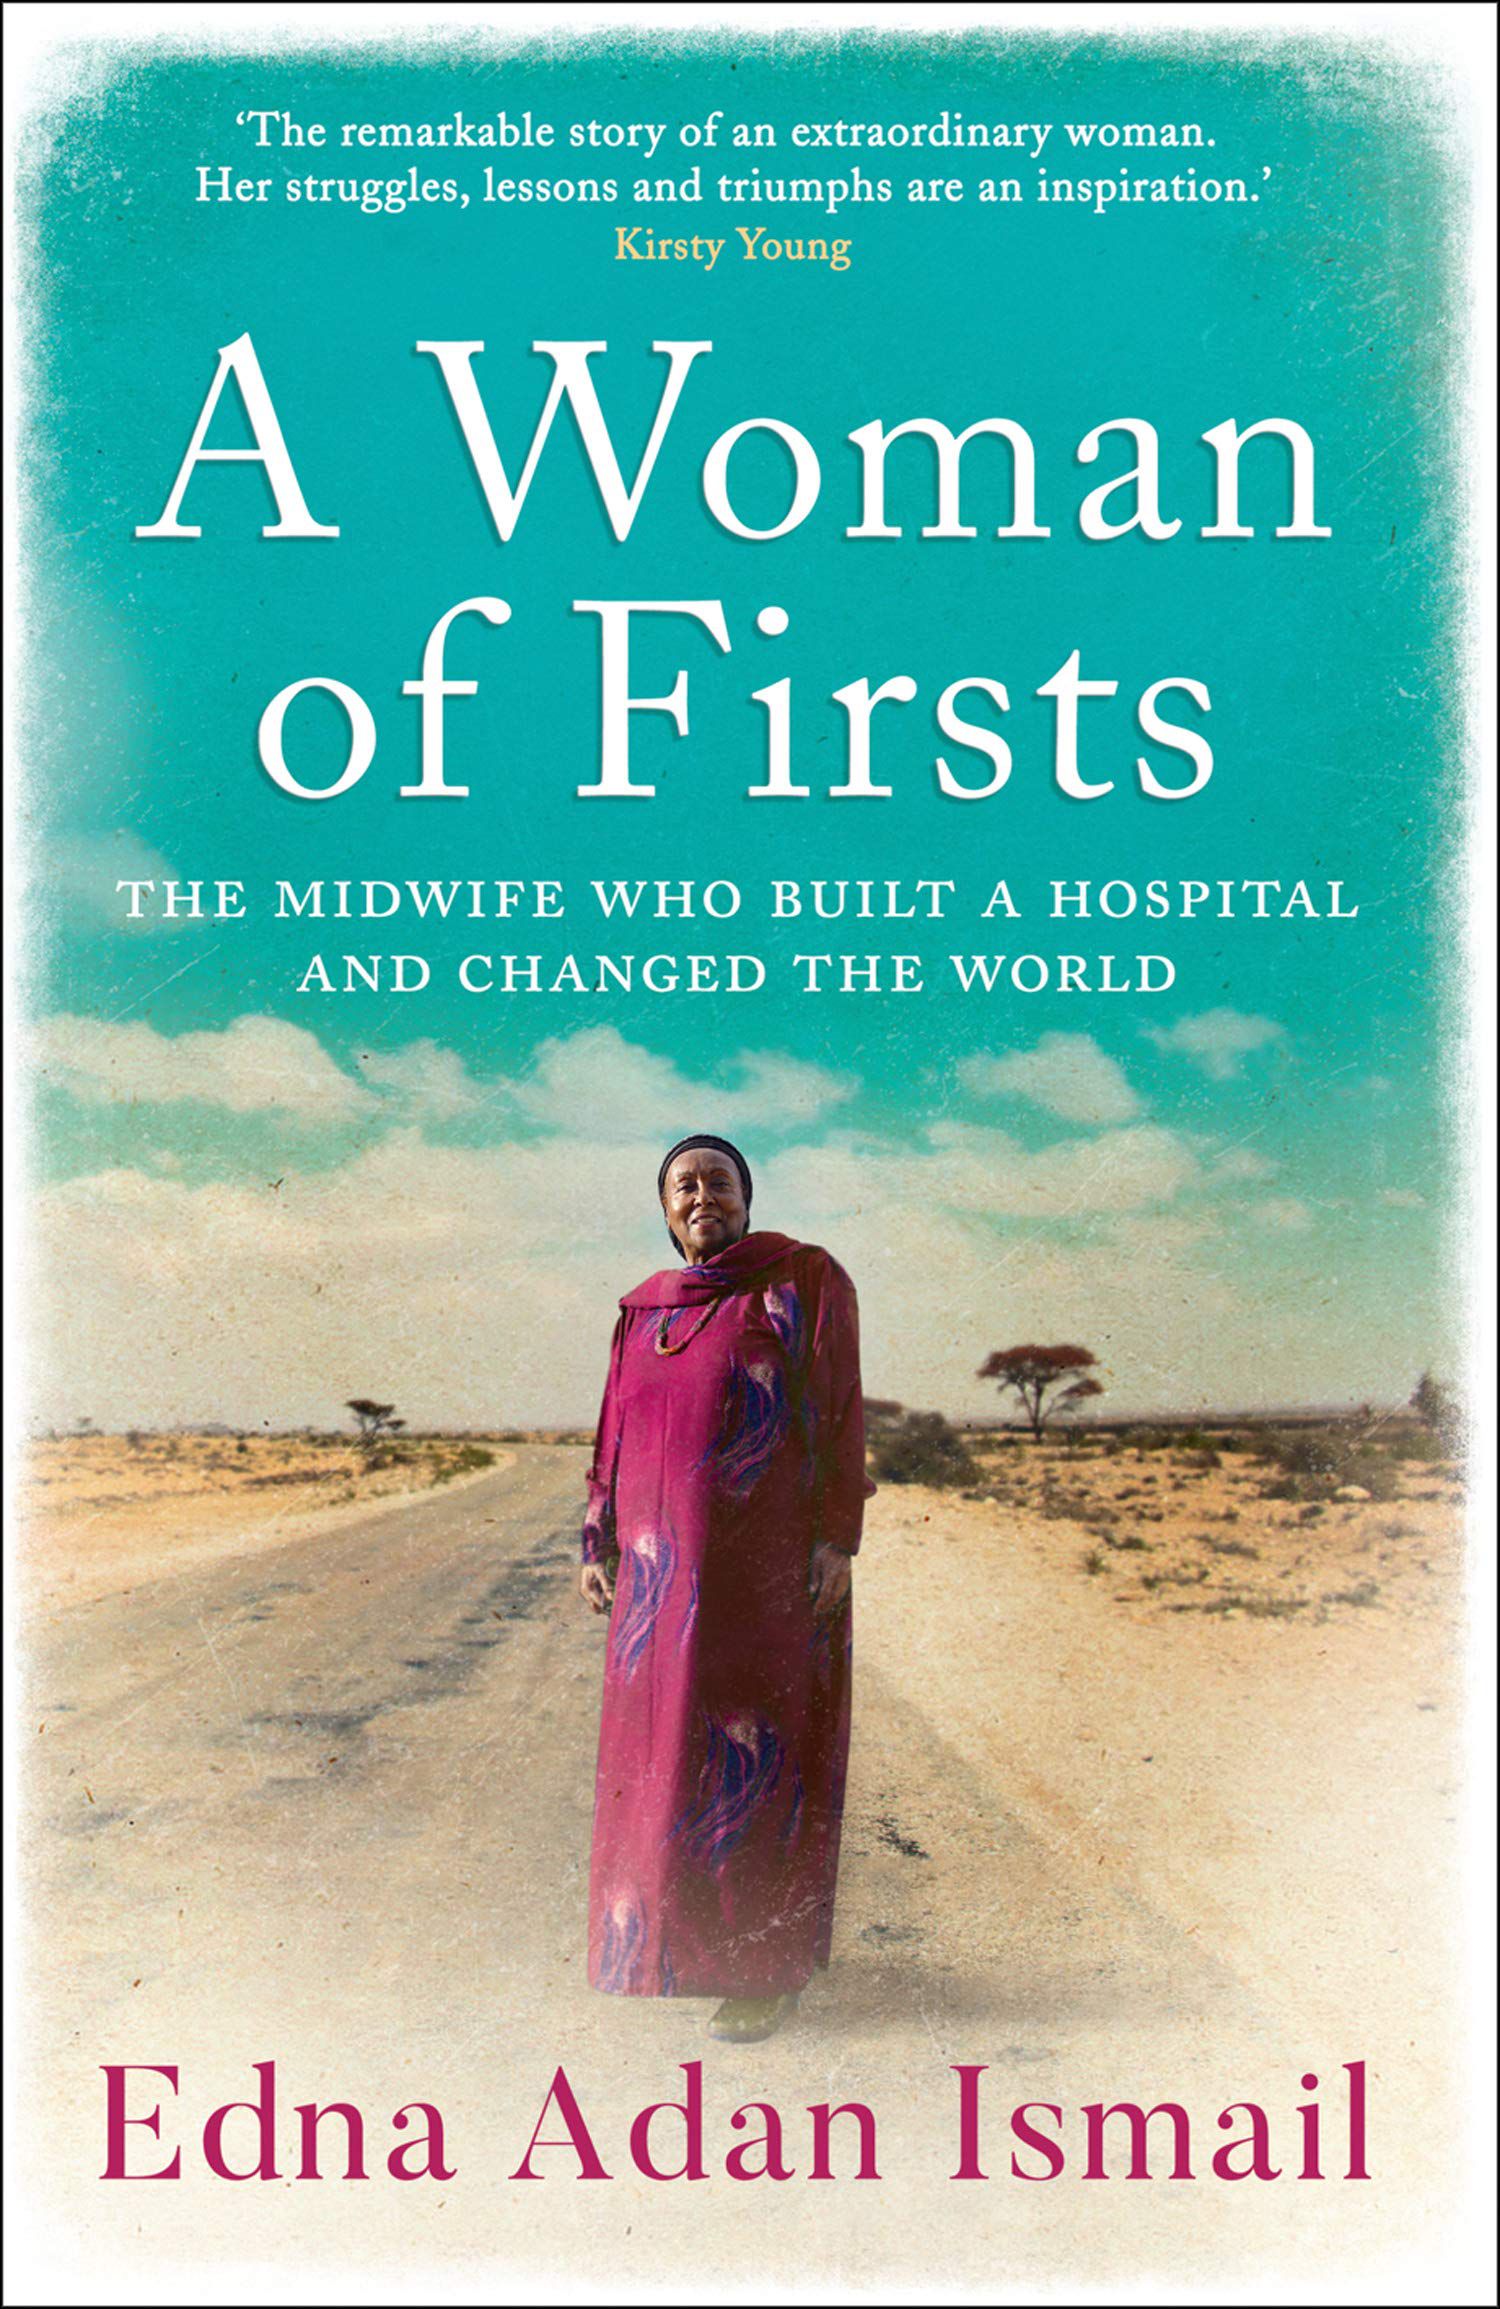 ‘The remarkable story of an extraordinary woman.
Her struggles, lessons and triumphs are an inspiration.’
Kirsty Young
A Woman
of Firsts
THE MIDWIFE WHO BUILT A HOSPITAL
AND CHANGED THE WORLD
Edna Adan Ismail